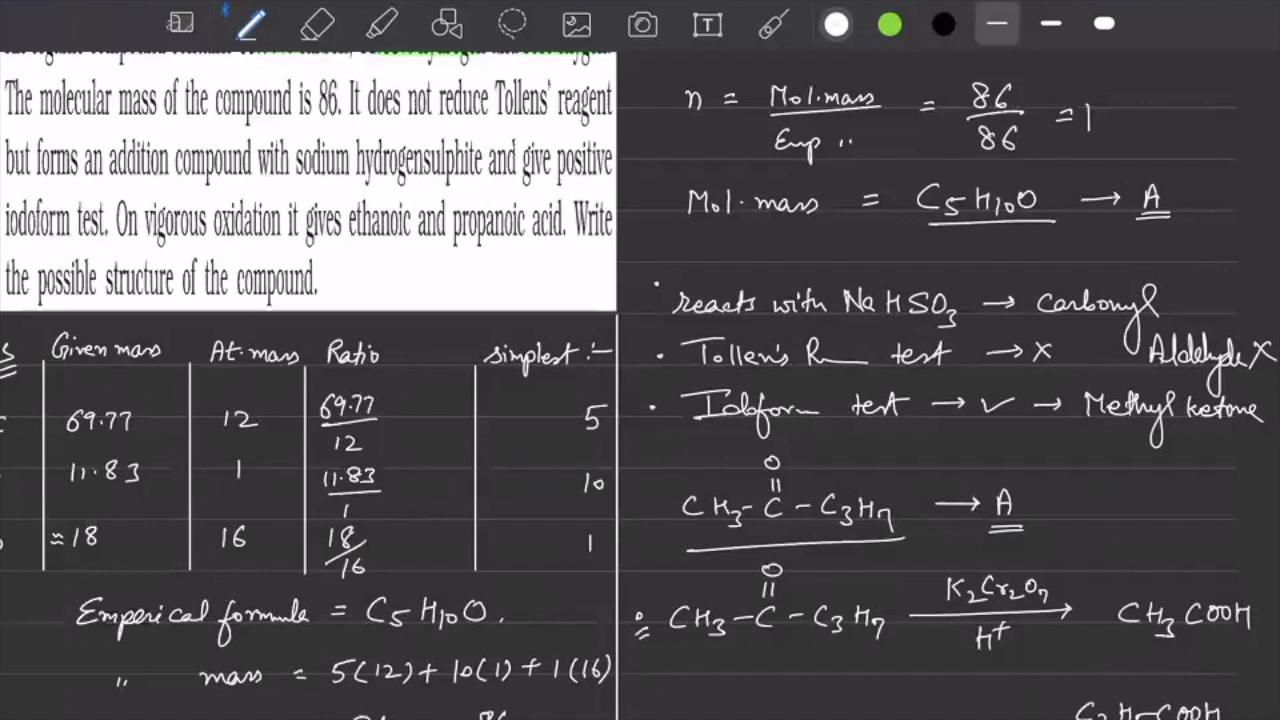 The molecular mass of the compound is 86. It does not reduce Tollens' reagent
but forms an addition compound with sodium hydrogensulphite and give positive
iodoform test. On vigorous oxidation it gives ethanoic and propanoic acid. Write
the possible structure of the compound.
Given mass At. mass Ratio simplest :-
69.77 12 69.77/12 5
11.83 1 11.83/1 10
≈18 16 18/16 1
Emperical formule = C5H10O.
" mass = 5(12)+ 10(1) + 1(16)
86
n = Mol. mass/Emp " = 86/86 = 1
Mol. mass = C5H10O → A
reacts with NaHSO3 → carbonyl
· Tollen's R test → X Aldehyde X
· Iodoform test → ✓ → Methyl ketone
O
||
CH3-C-C3H7 → A
O
||
CH3-C-C3H7 K2Cr2O7/H+ → CH3COOH